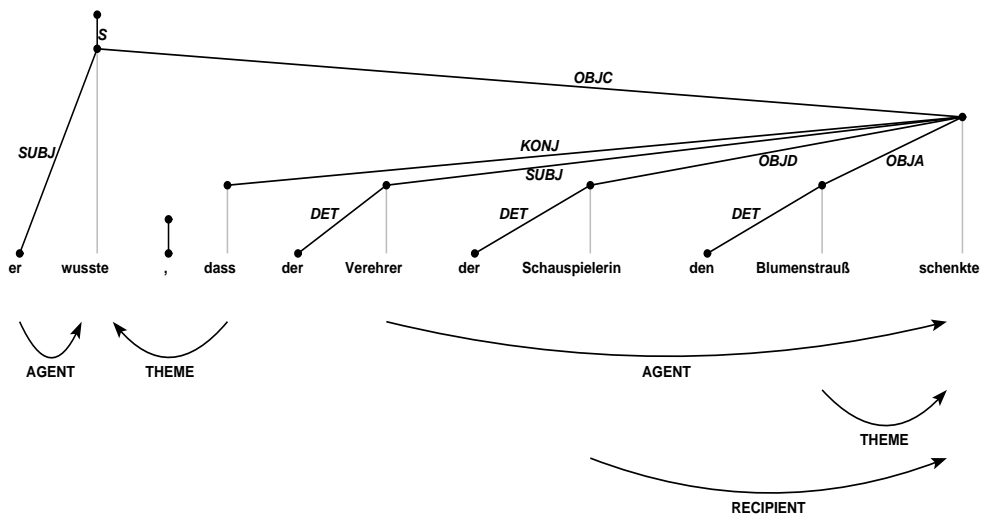 S
OBJC
SUBJ
KONJ
SUBJ
OBJD
OBJA
DET
DET
DET
er wusste , dass der Verehrer der Schauspielerin den Blumenstrauß schenkte
AGENT THEME AGENT
THEME
RECIPIENT